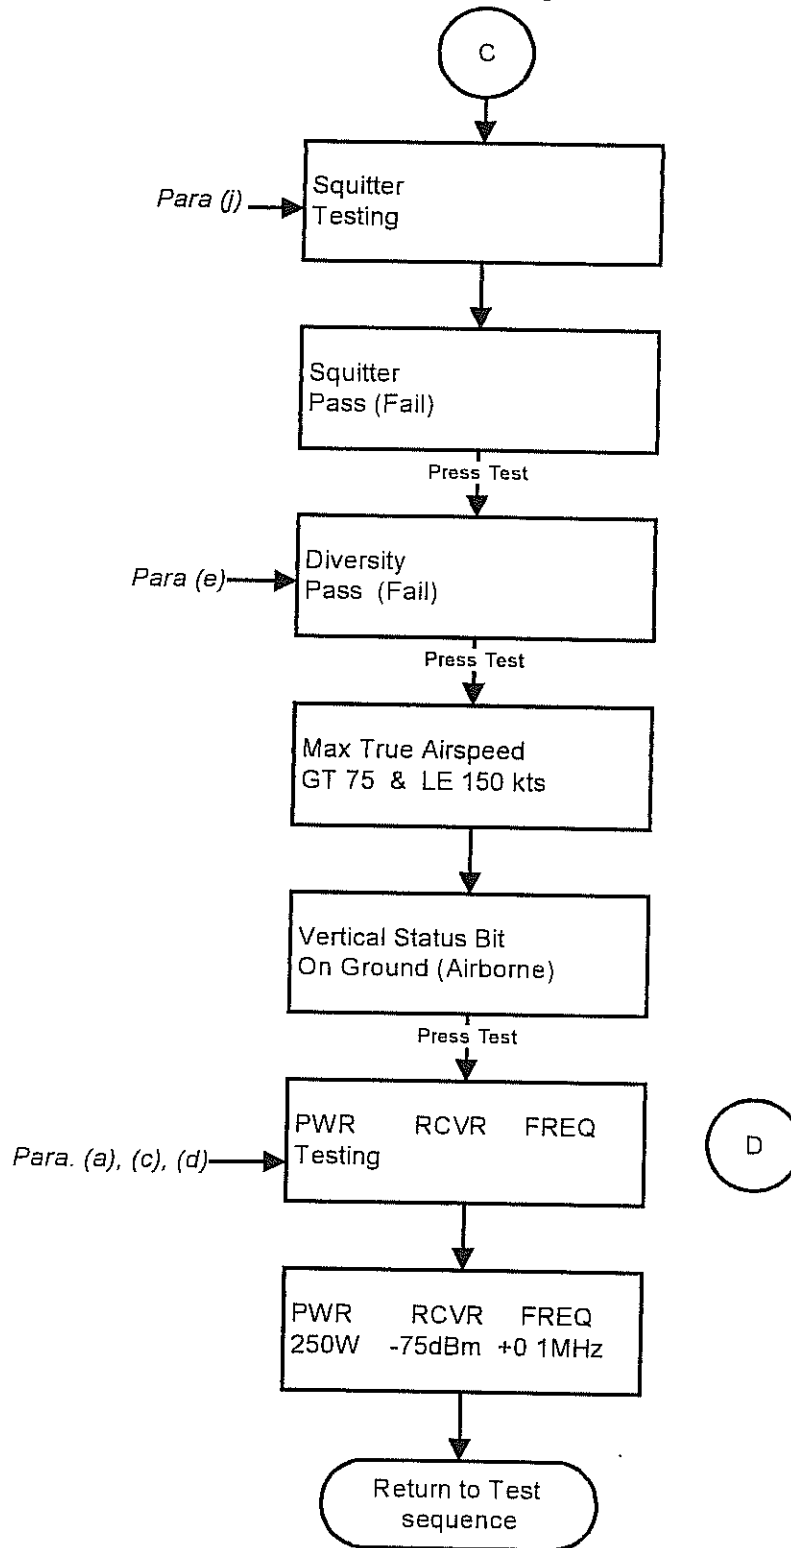 C
Para (j)
Squitter
Testing
Squitter
Pass (Fail)
Press Test
Para (e)
Diversity
Pass (Fail)
Press Test
Max True Airspeed
GT 75 & LE 150 kts
Vertical Status Bit
On Ground (Airborne)
Press Test
Para. (a), (c), (d)
PWR RCVR FREQ
Testing
D
PWR RCVR FREQ
250W -75dBm +0 1MHz
Return to Test
sequence